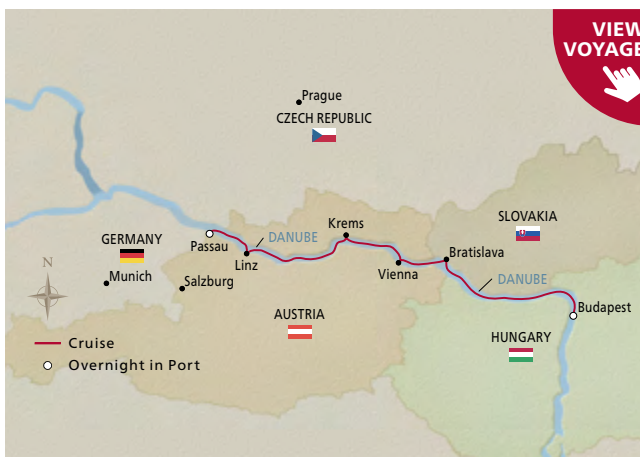 VIEW
VOYAGE
Prague
CZECH REPUBLIC
SLOVAKIA
Krems
GERMANY
Passau
DANUBE
Linz
Bratislava
Vienna
DANUBE
N
Munich
Salzburg
Budapest
AUSTRIA
HUNGARY
Cruise
Overnight in Port